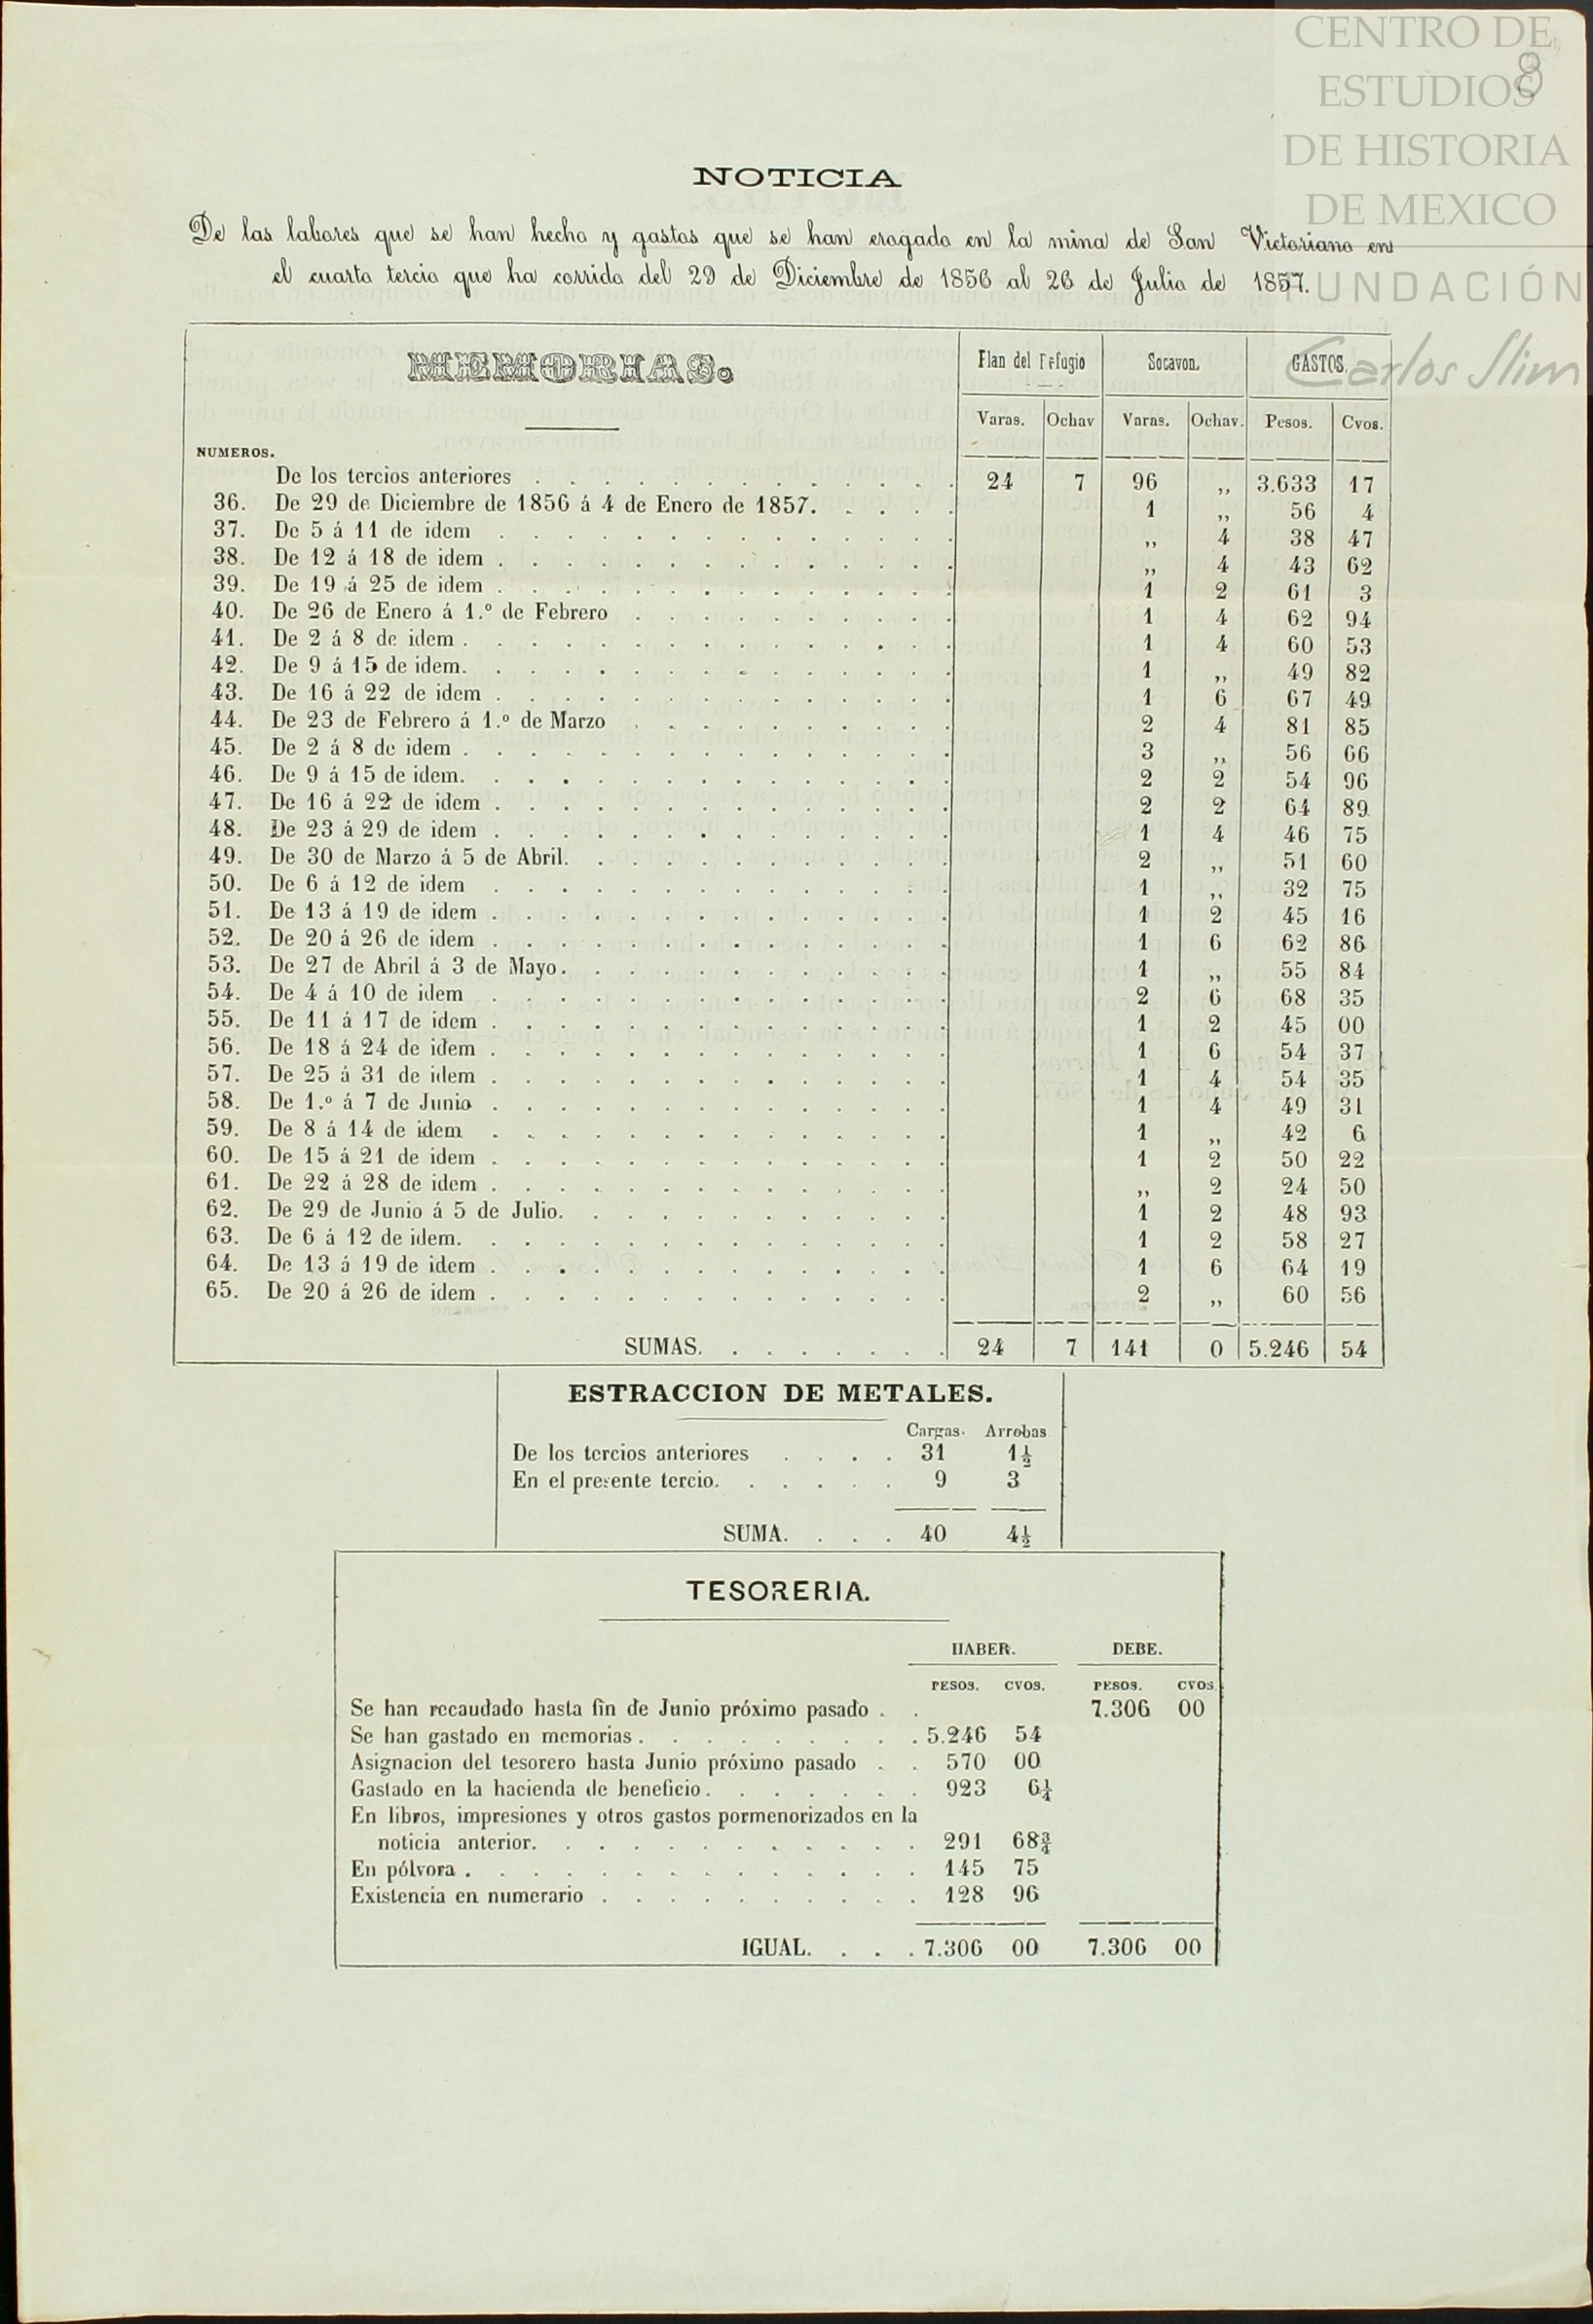 CENTRO DE
ESTUDIOS
DE HISTORIA
DE MEXICO
FUNDACIÓN
Carlos Slim
8
NOTICIA
De las labores que se han hecho y gastos que se han erogado en la mina de San Victoriano en
el cuarto tercio que ha corrido del 29 de Diciembre de 1856 al 26 de Julio de 1857.
MEMORIAS. Plan del Refugio Socavon. GASTOS.
Varas. Ochav Varas. Ochav. Pesos. Cvos.
NUMEROS.
De los tercios anteriores . . . . . . . . . . . . . 24 7 96 ,, 3.633 17
36. De 29 de Diciembre de 1856 á 4 de Enero de 1857. . . . . 1 ,, 56 4
37. De 5 á 11 de idem . . . . . . . . . . . . . . ,, 4 38 47
38. De 12 á 18 de idem . . . . . . . . . . . . . . ,, 4 43 62
39. De 19 á 25 de idem . . . . . . . . . . . . . . 1 2 61 3
40. De 26 de Enero á 1.º de Febrero . . . . . . . . . . 1 4 62 94
41. De 2 á 8 de idem . . . . . . . . . . . . . . . 1 4 60 53
42. De 9 á 15 de idem. . . . . . . . . . . . . . . 1 ,, 49 82
43. De 16 á 22 de idem . . . . . . . . . . . . . . 1 6 67 49
44. De 23 de Febrero á 1.º de Marzo . . . . . . . . . . 2 4 81 85
45. De 2 á 8 de idem . . . . . . . . . . . . . . . 3 ,, 56 66
46. De 9 á 15 de idem. . . . . . . . . . . . . . . 2 2 54 96
47. De 16 á 22 de idem . . . . . . . . . . . . . . 2 2 64 89
48. De 23 á 29 de idem . . . . . . . . . . . . . . 1 4 46 75
49. De 30 de Marzo á 5 de Abril. . . . . . . . . . . . 2 ,, 51 60
50. De 6 á 12 de idem . . . . . . . . . . . . . . 1 ,, 32 75
51. De 13 á 19 de idem . . . . . . . . . . . . . . 1 2 45 16
52. De 20 á 26 de idem . . . . . . . . . . . . . . 1 6 62 86
53. De 27 de Abril á 3 de Mayo. . . . . . . . . . . . 1 ,, 55 84
54. De 4 á 10 de idem . . . . . . . . . . . . . . 2 6 68 35
55. De 11 á 17 de idem . . . . . . . . . . . . . . 1 2 45 00
56. De 18 á 24 de idem . . . . . . . . . . . . . . 1 6 54 37
57. De 25 á 31 de idem . . . . . . . . . . . . . . 1 4 54 35
58. De 1.º á 7 de Junio . . . . . . . . . . . . . . 1 4 49 31
59. De 8 á 14 de idem . . . . . . . . . . . . . . 1 ,, 42 6
60. De 15 á 21 de idem . . . . . . . . . . . . . . 1 2 50 22
61. De 22 á 28 de idem . . . . . . . . . . . . . . ,, 2 24 50
62. De 29 de Junio á 5 de Julio. . . . . . . . . . . . 1 2 48 93
63. De 6 á 12 de idem. . . . . . . . . . . . . . . 1 2 58 27
64. De 13 á 19 de idem . . . . . . . . . . . . . . 1 6 64 19
65. De 20 á 26 de idem . . . . . . . . . . . . . . 2 ,, 60 56
SUMAS. . . . . . . . 24 7 141 0 5.246 54
ESTRACCION DE METALES.
Cargas. Arrobas
De los tercios anteriores . . . . 31 1½
En el presente tercio. . . . . . 9 3
SUMA. . . . 40 4½
TESORERIA.
HABER. DEBE.
PESOS. CVOS. PESOS. CVOS
Se han recaudado hasta fin de Junio próximo pasado . . 7.306 00
Se han gastado en memorias . . . . . . . . . 5.246 54
Asignacion del tesorero hasta Junio próximo pasado . . 570 00
Gastado en la hacienda de beneficio . . . . . . . 923 6¼
En libros, impresiones y otros gastos pormenorizados en la
noticia anterior. . . . . . . . . . . . 291 68¾
En pólvora . . . . . . . . . . . . . . 145 75
Existencia en numerario . . . . . . . . . . 128 96
IGUAL. . . . 7.306 00 7.306 00